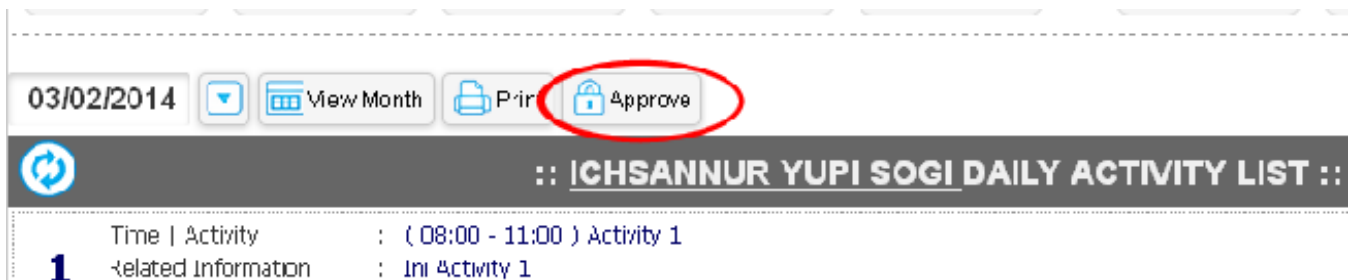 03/02/2014 View Month Print Approve
:: ICHSANNUR YUPI SOGI DAILY ACTIVITY LIST ::
Time | Activity : ( 08:00 - 11:00 ) Activity 1
1 Related Information : Ini Activity 1